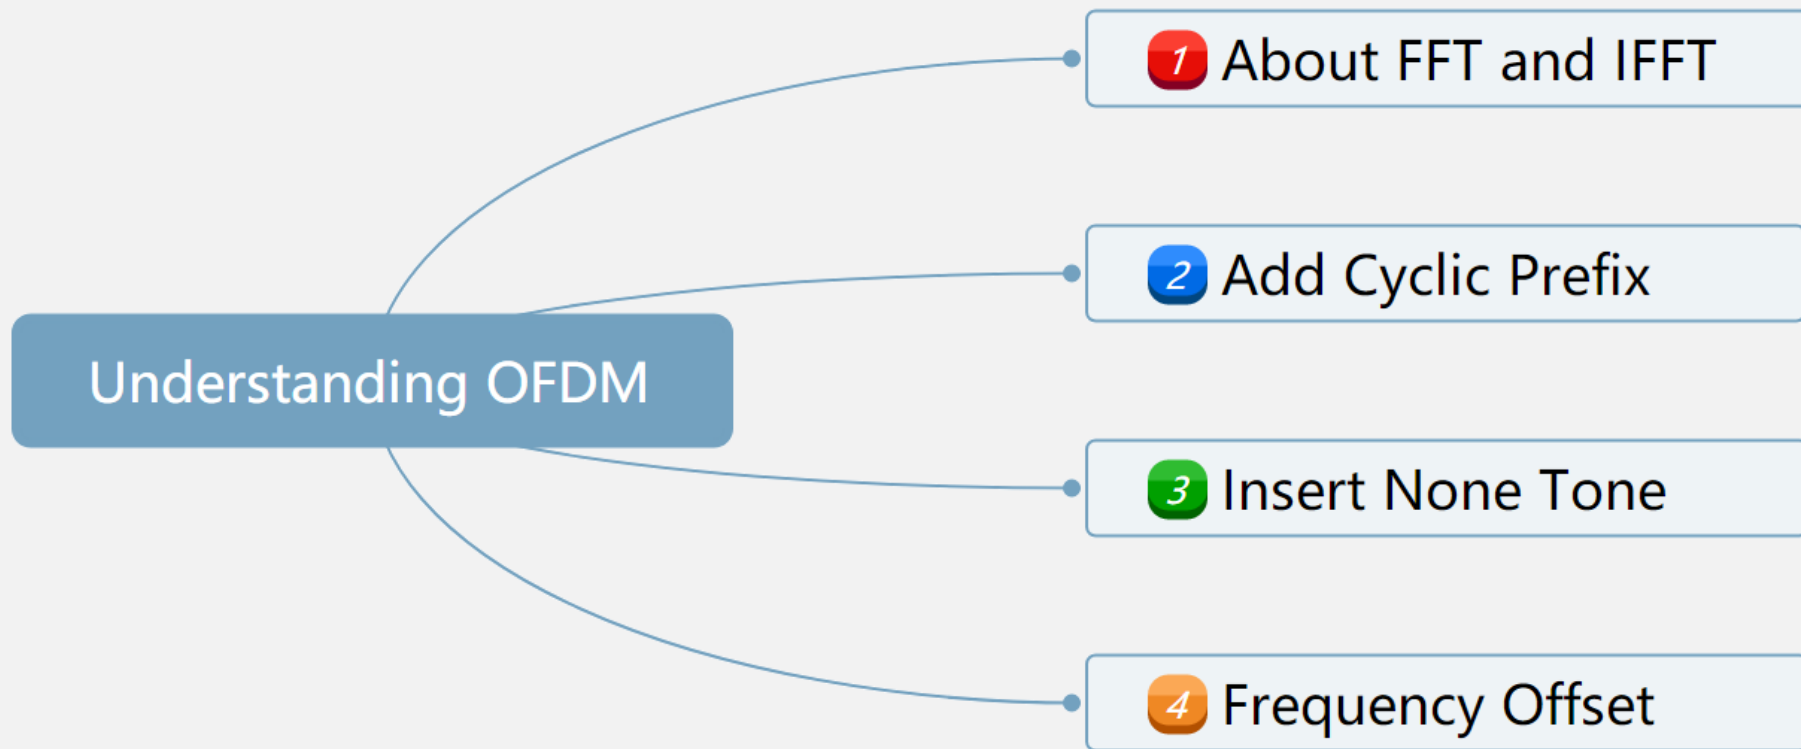 1 About FFT and IFFT
2 Add Cyclic Prefix
Understanding OFDM
3 Insert None Tone
4 Frequency Offset